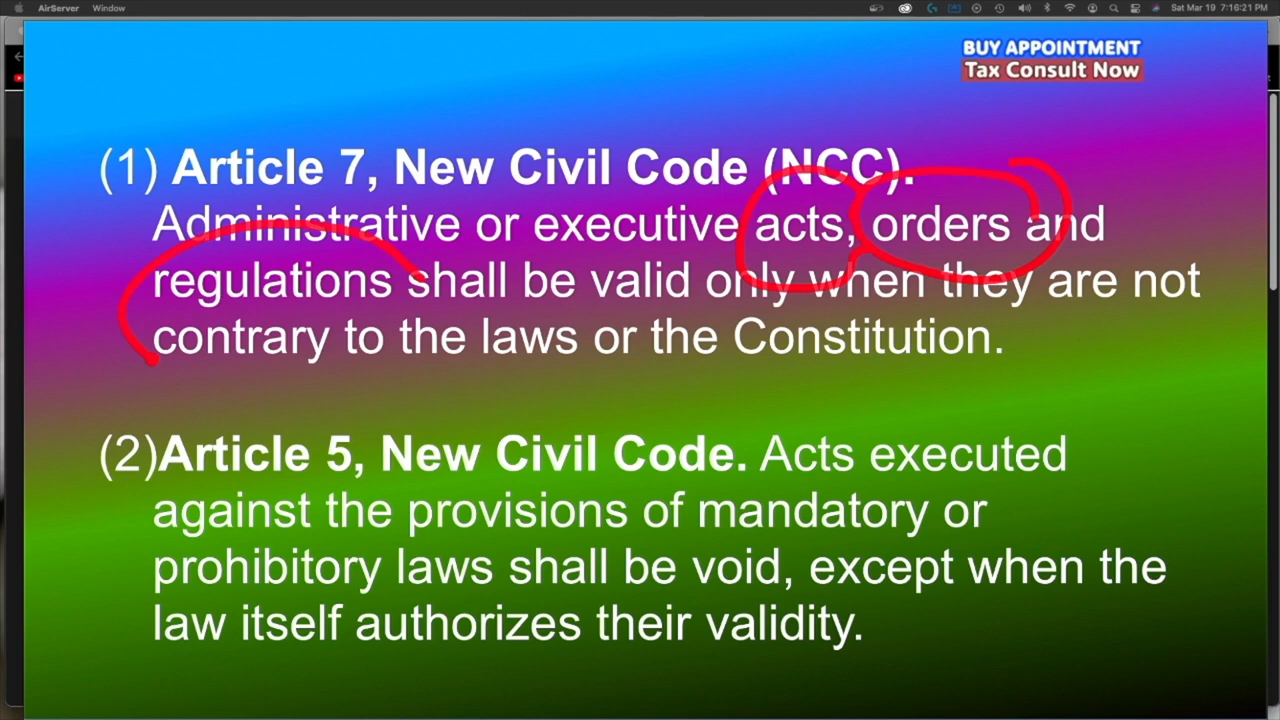 AirServer Window Sat Mar 19 7:16:21 PM
BUY APPOINTMENT
Tax Consult Now
(1) Article 7, New Civil Code (NCC).
Administrative or executive acts, orders and
regulations shall be valid only when they are not
contrary to the laws or the Constitution.
(2)Article 5, New Civil Code. Acts executed
against the provisions of mandatory or
prohibitory laws shall be void, except when the
law itself authorizes their validity.